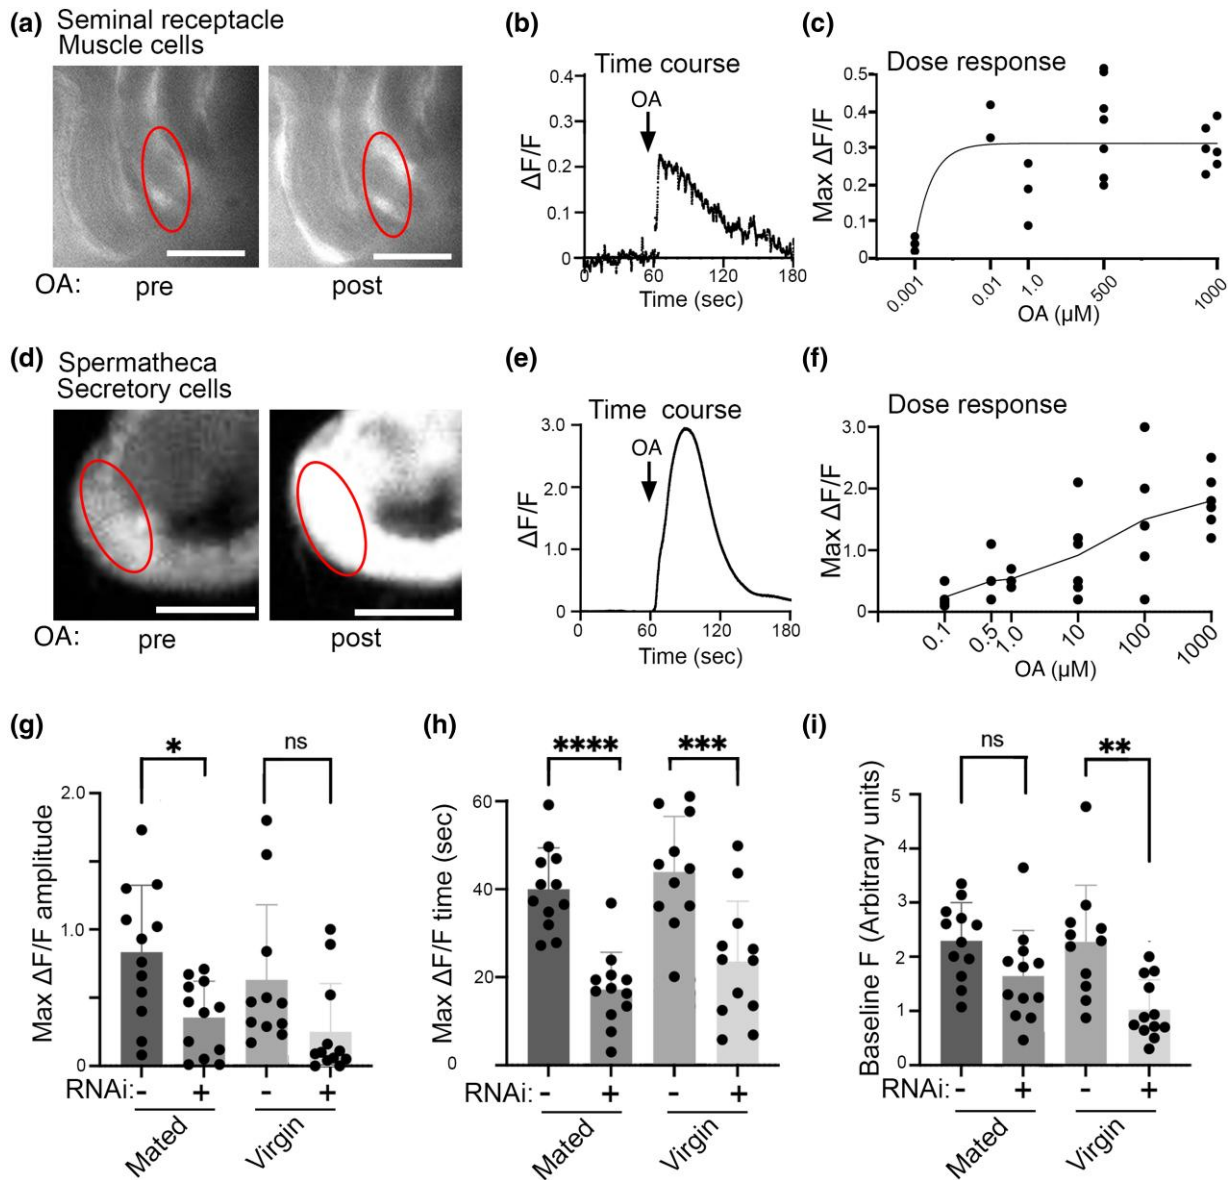 (a) Seminal receptacle
Muscle cells
OA: pre post
(b)
Time course
OA
ΔF/F
0.4
0.3
0.2
0.1
0
0 60 120 180
Time (sec)
(c)
Dose response
Max ΔF/F
0.5
0.4
0.3
0.2
0.1
0
0.001 0.01 1.0 500 1000
OA (µM)
(d) Spermatheca
Secretory cells
OA: pre post
(e)
Time course
OA
ΔF/F
3.0
2.0
1.0
0
0 60 120 180
Time (sec)
(f)
Dose response
Max ΔF/F
3.0
2.0
1.0
0
0.1 0.5 1.0 10 100 1000
OA (µM)
(g)
* ns
Max ΔF/F amplitude
2.0
1.0
0
RNAi: - + - +
Mated Virgin
(h)
**** ***
Max ΔF/F time (sec)
60
40
20
0
RNAi: - + - +
Mated Virgin
(i)
ns **
Baseline F (Arbitrary units)
5
4
3
2
1
0
RNAi: - + - +
Mated Virgin